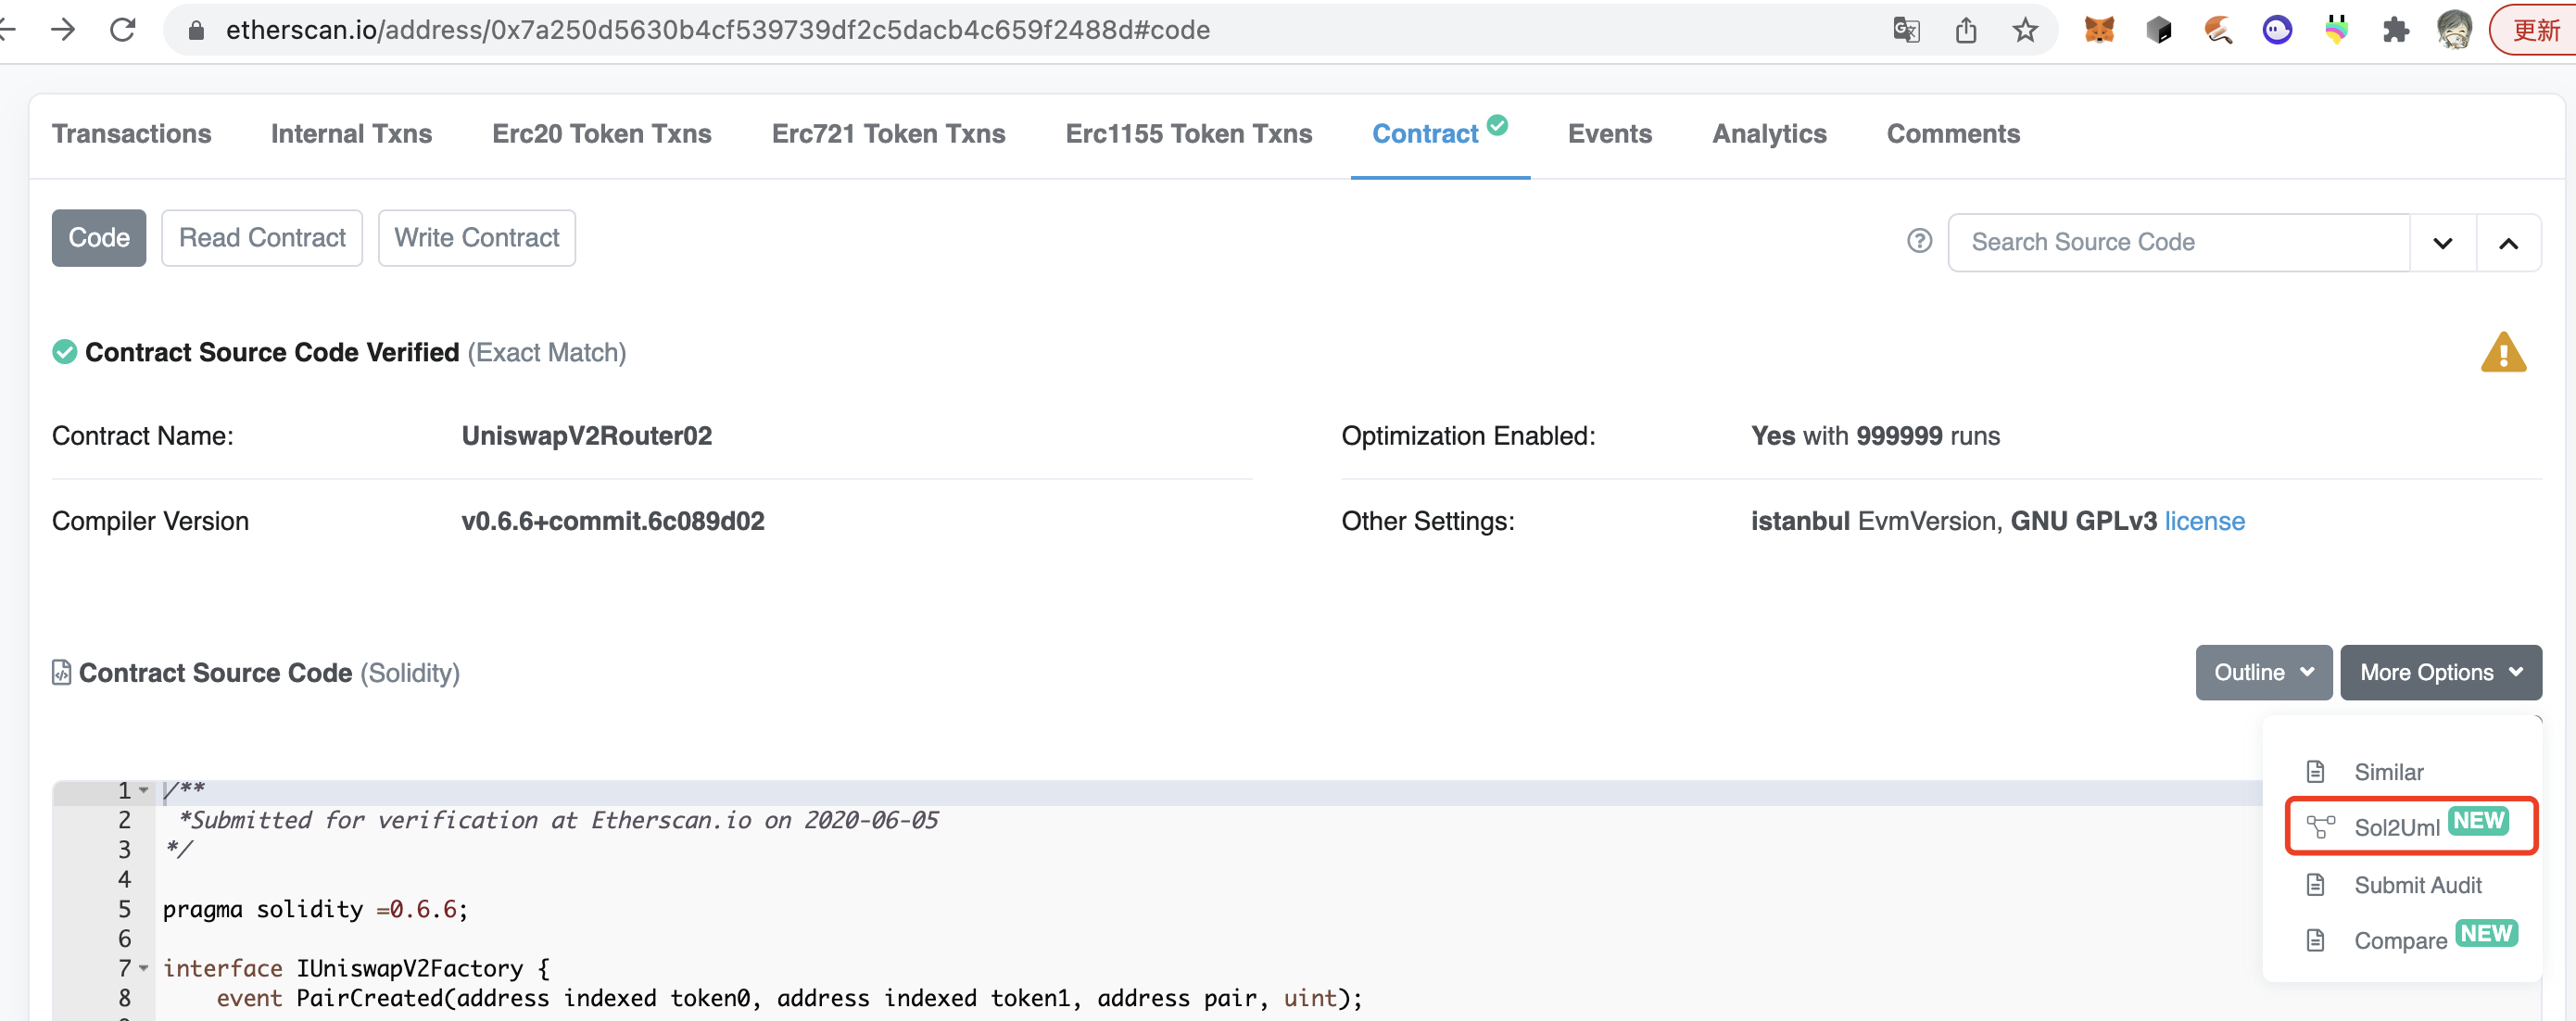 etherscan.io/address/0x7a250d5630b4cf539739df2c5dacb4c659f2488d#code
更新
Transactions Internal Txns Erc20 Token Txns Erc721 Token Txns Erc1155 Token Txns Contract Events Analytics Comments
Code Read Contract Write Contract
Search Source Code
Contract Source Code Verified (Exact Match)
Contract Name: UniswapV2Router02
Optimization Enabled: Yes with 999999 runs
Compiler Version v0.6.6+commit.6c089d02
Other Settings: istanbul EvmVersion, GNU GPLv3 license
Contract Source Code (Solidity)
Outline More Options
Similar
Sol2Uml NEW
Submit Audit
Compare NEW
1 /**
2 *Submitted for verification at Etherscan.io on 2020-06-05
3 */
4
5 pragma solidity =0.6.6;
6
7 interface IUniswapV2Factory {
8 event PairCreated(address indexed token0, address indexed token1, address pair, uint);